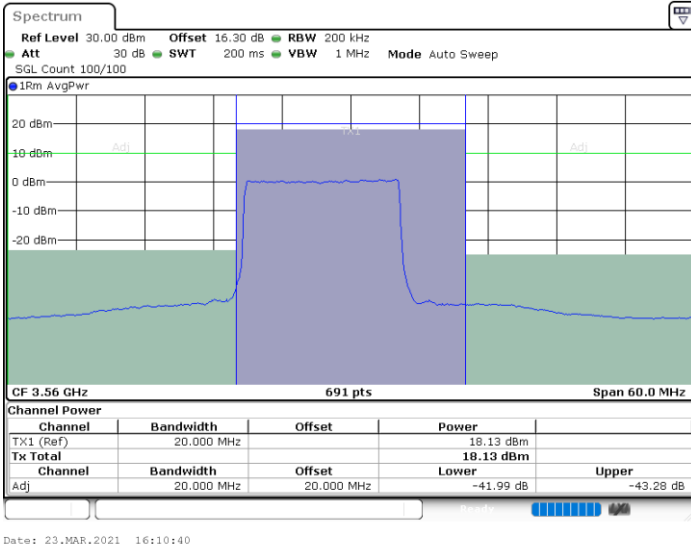 Spectrum
Ref Level 30.00 dBm Offset 16.30 dB RBW 200 kHz
Att 30 dB SWT 200 ms VBW 1 MHz Mode Auto Sweep
SGL Count 100/100
1Rm AvgPwr
TX1
20 dBm
Adj Adj
10 dBm
0 dBm
-10 dBm
-20 dBm
CF 3.56 GHz 691 pts Span 60.0 MHz
Channel Power
Channel Bandwidth Offset Power
TX1 (Ref) 20.000 MHz 18.13 dBm
Tx Total 18.13 dBm
Channel Bandwidth Offset Lower Upper
Adj 20.000 MHz 20.000 MHz -41.99 dB -43.28 dB
Ready
Date: 23.MAR.2021 16:10:40